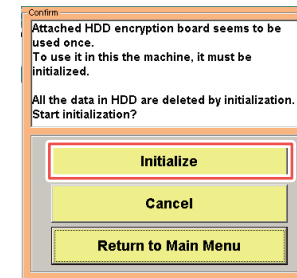 Confirm
Attached HDD encryption board seems to be
used once.
To use it in this the machine, it must be
initialized.
All the data in HDD are deleted by initialization.
Start initialization?
Initialize
Cancel
Return to Main Menu